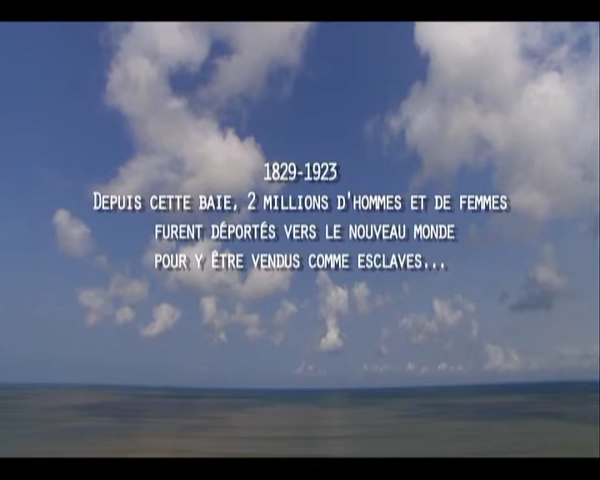 1829-1923
DEPUIS CETTE BAIE, 2 MILLIONS D'HOMMES ET DE FEMMES
FURENT DÉPORTÉS VERS LE NOUVEAU MONDE
POUR Y ÊTRE VENDUS COMME ESCLAVES...